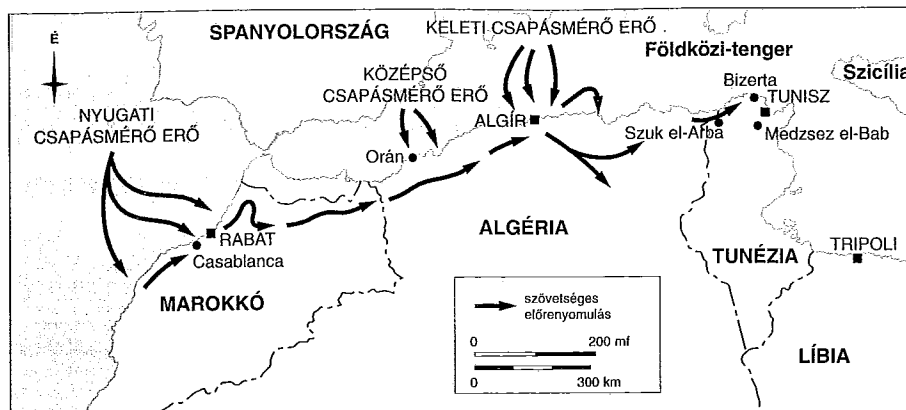 SPANYOLORSZÁG
KELETI CSAPÁSMÉRŐ ERŐ
É
Földközi-tenger
Szicília
NYUGATI
CSAPÁSMÉRŐ ERŐ
KÖZÉPSŐ
CSAPÁSMÉRŐ ERŐ
Bizerta
TUNISZ
ALGÍR
Szuk el-Arba
Medzsez el-Bab
Orán
RABAT
Casablanca
ALGÉRIA
TUNÉZIA
TRIPOLI
MAROKKÓ
szövetséges
előrenyomulás
0 200 mf
0 300 km
LÍBIA